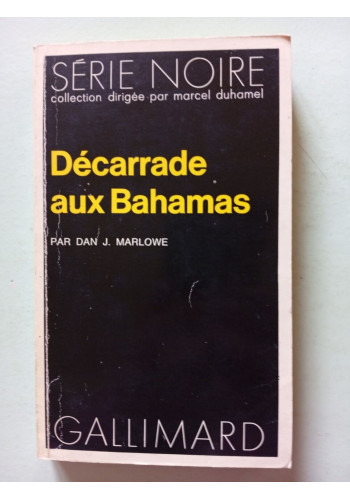 SÉRIE NOIRE
collection dirigée par marcel duhamel
Décarrade
aux Bahamas
PAR DAN J. MARLOWE
GALLIMARD